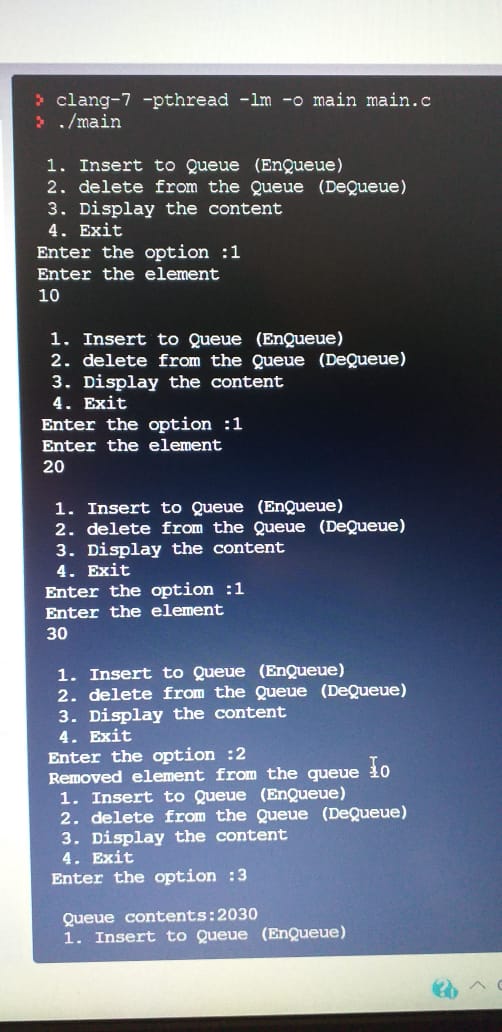 clang-7 -pthread -lm -o main main.c
./main
1. Insert to Queue (EnQueue)
2. delete from the Queue (DeQueue)
3. Display the content
4. Exit
Enter the option :1
Enter the element
10
1. Insert to Queue (EnQueue)
2. delete from the Queue (DeQueue)
3. Display the content
4. Exit
Enter the option :1
Enter the element
20
1. Insert to Queue (EnQueue)
2. delete from the Queue (DeQueue)
3. Display the content
4. Exit
Enter the option :1
Enter the element
30
1. Insert to Queue (EnQueue)
2. delete from the Queue (DeQueue)
3. Display the content
4. Exit
Enter the option :2
Removed element from the queue 10
1. Insert to Queue (EnQueue)
2. delete from the Queue (DeQueue)
3. Display the content
4. Exit
Enter the option :3
Queue contents:2030
1. Insert to Queue (EnQueue)